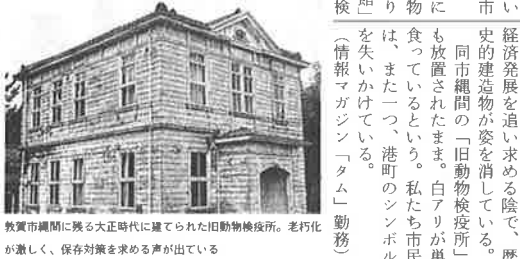 い
市
経済発展を追い求める陰で、歴
史的建造物が姿を消している。
同市縄間の「旧動物検疫所」
も放置されたまま。白アリが巣
食っているという。私たち市民
は、また一つ、港町のシンボル
を失いかけている。
（情報マガジン「タム」勤務）
に
物
り
館」
検
敦賀市縄間に残る大正時代に建てられた旧動物検疫所。老朽化
が激しく、保存対策を求める声が出ている